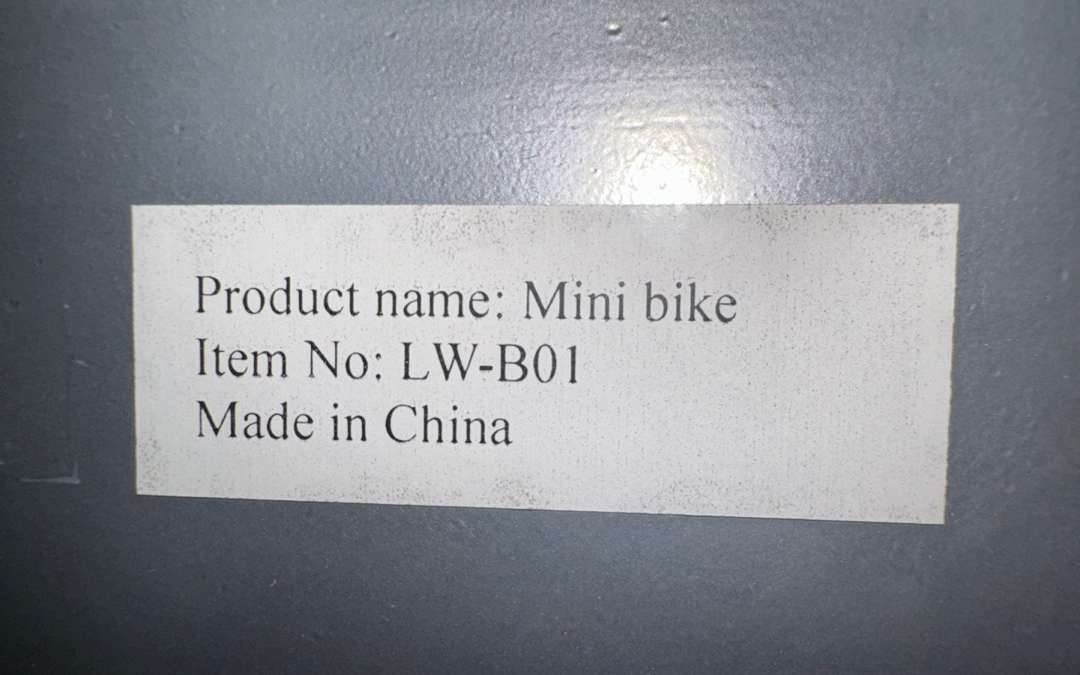 Product name: Mini bike
Item No: LW-B01
Made in China